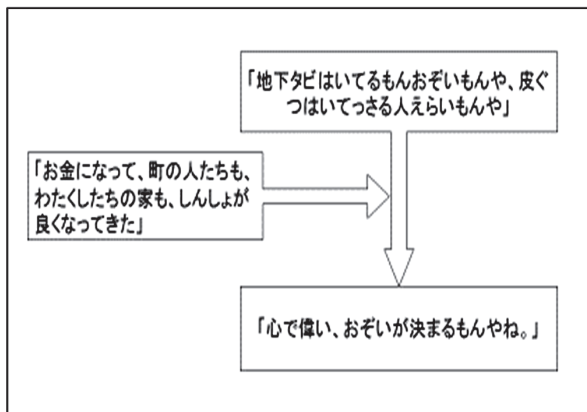 「地下タビはいてるもんおぞいもんや、皮ぐ
つはいてっさる人えらいもんや」
「お金になって、町の人たちも、
わたくしたちの家も、しんしょが
良くなってきた」
「心で偉い、おぞいが決まるもんやね。」